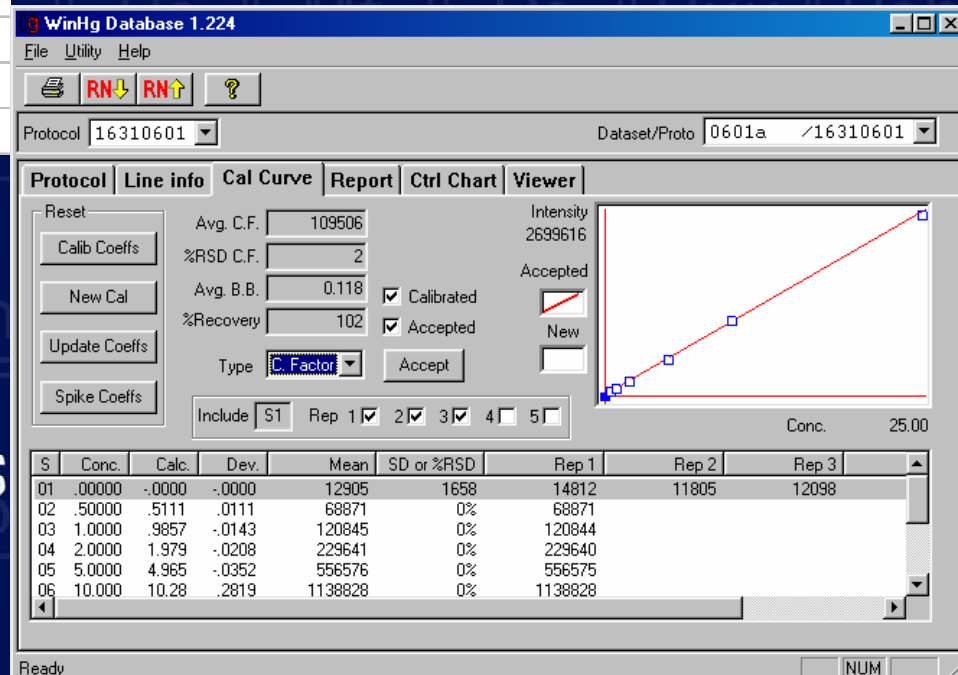 WinHg Database 1.224
File Utility Help
RN RN ?
Protocol 16310601 Dataset/Proto 0601a /16310601
Protocol Line info Cal Curve Report Ctrl Chart Viewer
Reset
Calib Coeffs
New Cal
Update Coeffs
Spike Coeffs
Avg. C.F. 109506
%RSD C.F. 2
Avg. B.B. 0.118
%Recovery 102
Type C. Factor
Calibrated
Accepted
Accept
Include S1 Rep 1 2 3 4 5
Intensity
2699616
Accepted
New
Conc. 25.00
S Conc. Calc. Dev. Mean SD or %RSD Rep 1 Rep 2 Rep 3
01 .00000 -.0000 -.0000 12905 1658 14812 11805 12098
02 .50000 .5111 .0111 68871 0% 68871
03 1.0000 .9857 -.0143 120845 0% 120844
04 2.0000 1.979 -.0208 229641 0% 229640
05 5.0000 4.965 -.0352 556576 0% 556575
06 10.000 10.28 .2819 1138828 0% 1138828
Ready NUM